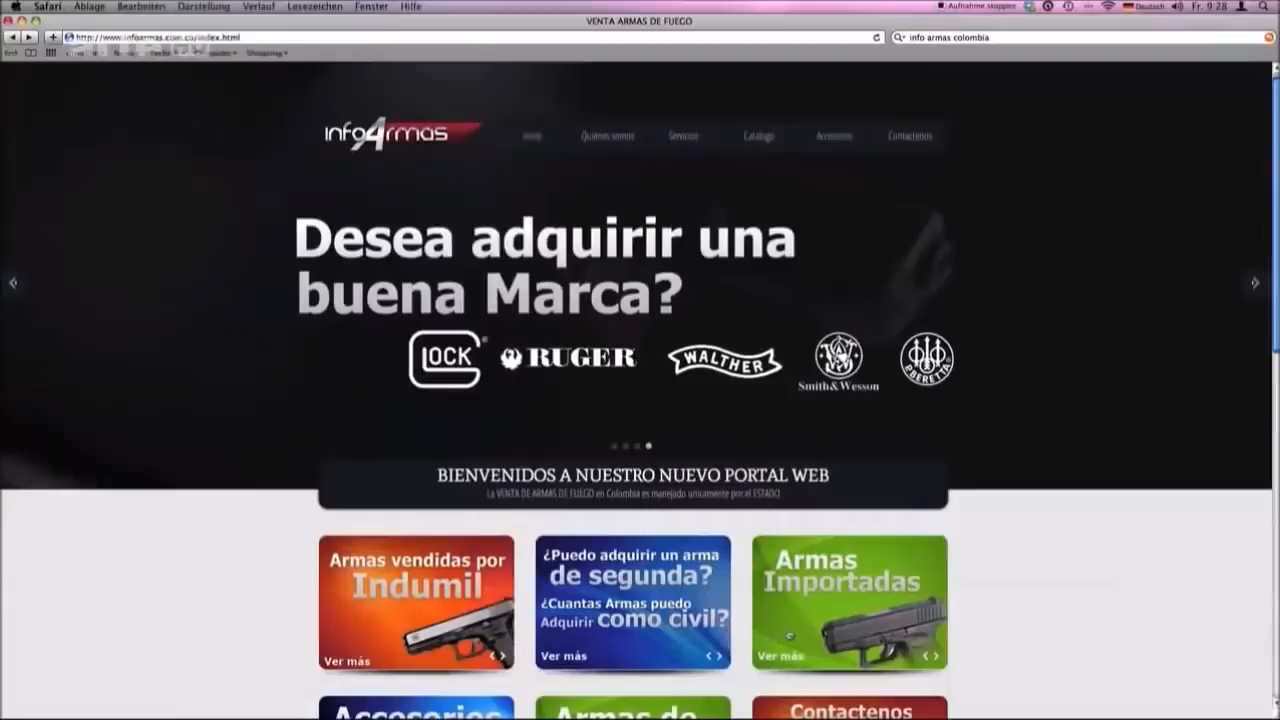 Safari Ablage Bearbeiten Darstellung Verlauf Lesezeichen Fenster Hilfe
Aufnahme stoppen Deutsch Fr. 9:28
VENTA ARMAS DE FUEGO
http://www.infoarmas.com.co/index.html
info armas colombia
infoArmas
Inicio Quienes somos Servicios Catalogo Accesorios Contactenos
Desea adquirir una
buena Marca?
GLOCK RUGER WALTHER Smith & Wesson P. BERETTA
BIENVENIDOS A NUESTRO NUEVO PORTAL WEB
La VENTA DE ARMAS DE FUEGO en Colombia es manejado unicamente por el ESTADO
Armas vendidas por
Indumil
Ver más
¿Puedo adquirir un arma
de segunda?
¿Cuantas Armas puedo
Adquirir como civil?
Ver más
Armas
Importadas
Ver más
Accesorios
Armas de
Contactenos